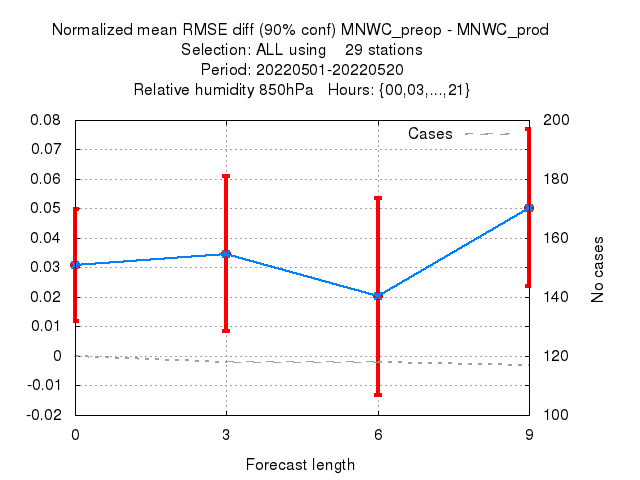 Normalized mean RMSE diff (90% conf) MNWC_preop - MNWC_prod
Selection: ALL using    29 stations
Period: 20220501-20220520
Relative humidity 850hPa   Hours: {00,03,...,21}
Cases
0.08
0.07
0.06
0.05
0.04
0.03
0.02
0.01
0
-0.01
-0.02
200
180
160
140
120
100
No cases
0 3 6 9
Forecast length